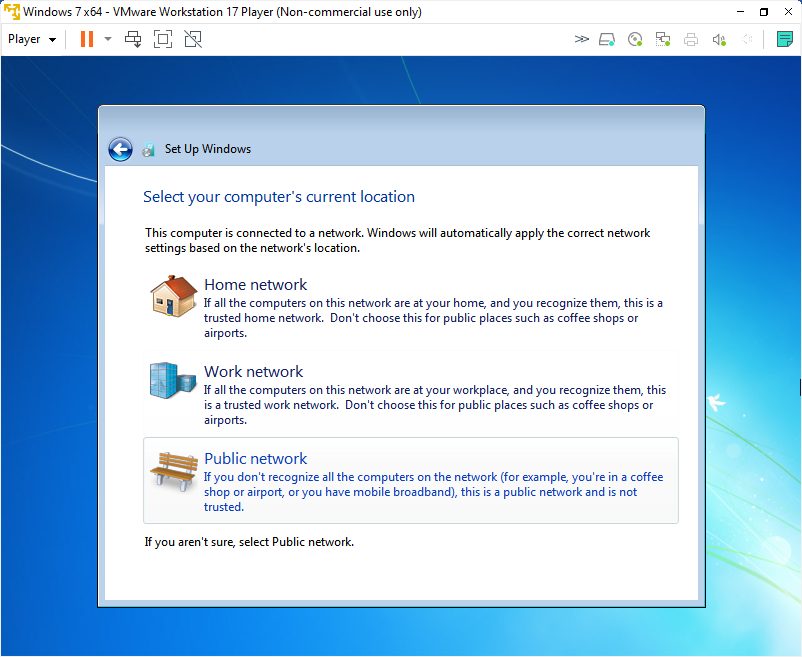 Windows 7 x64 - VMware Workstation 17 Player (Non-commercial use only)
Player
Set Up Windows
Select your computer's current location
This computer is connected to a network. Windows will automatically apply the correct network
settings based on the network's location.
Home network
If all the computers on this network are at your home, and you recognize them, this is a
trusted home network.  Don't choose this for public places such as coffee shops or
airports.
Work network
If all the computers on this network are at your workplace, and you recognize them, this
is a trusted work network.  Don't choose this for public places such as coffee shops or
airports.
Public network
If you don't recognize all the computers on the network (for example, you're in a coffee
shop or airport, or you have mobile broadband), this is a public network and is not
trusted.
If you aren't sure, select Public network.